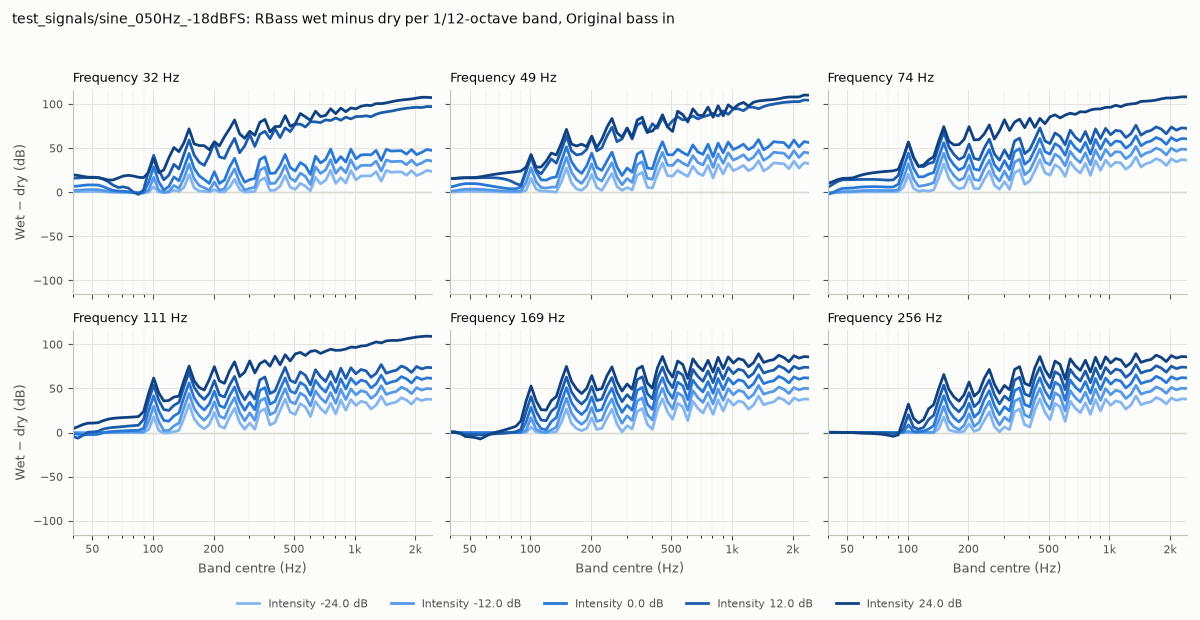 test_signals/sine_050Hz_-18dBFS: RBass wet minus dry per 1/12-octave band, Original bass in
Frequency 32 Hz
Frequency 49 Hz
Frequency 74 Hz
100
50
0
−50
−100
Wet − dry (dB)
Frequency 111 Hz
Frequency 169 Hz
Frequency 256 Hz
100
50
0
−50
−100
Wet − dry (dB)
50 100 200 500 1k 2k
50 100 200 500 1k 2k
50 100 200 500 1k 2k
Band centre (Hz)
Band centre (Hz)
Band centre (Hz)
Intensity -24.0 dB
Intensity -12.0 dB
Intensity 0.0 dB
Intensity 12.0 dB
Intensity 24.0 dB